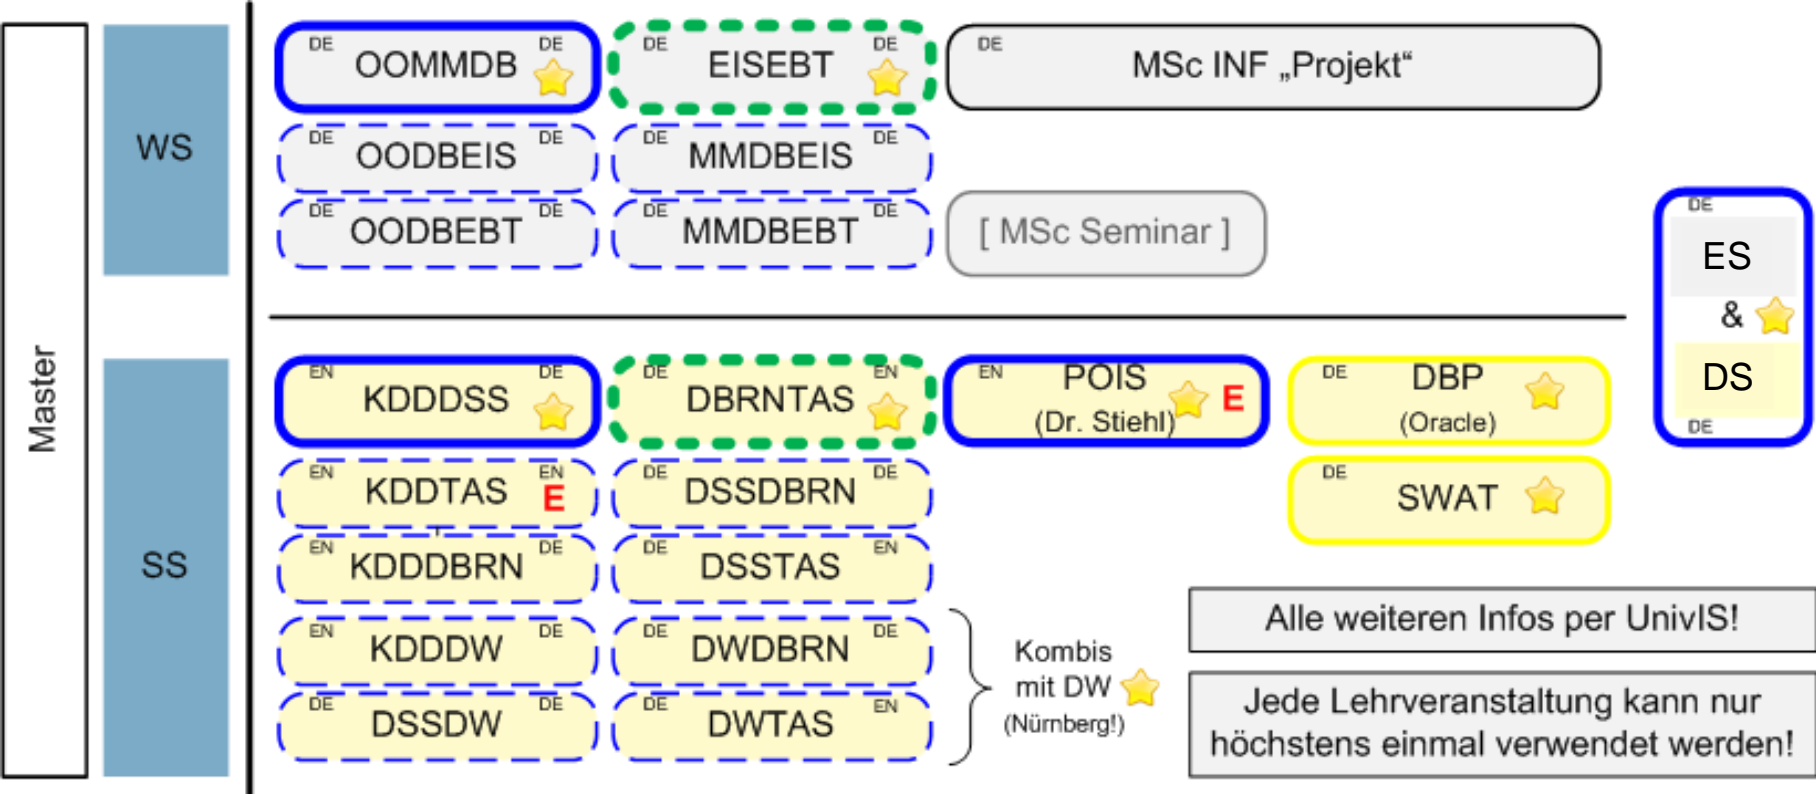 Master
WS
DE OOMMDB DE
DE EISEBT DE
DE MSc INF „Projekt“
DE OODBEIS DE
DE MMDBEIS DE
DE OODBEBT DE
DE MMDBEBT DE
[ MSc Seminar ]
DE
ES
&
DS
DE
SS
EN KDDDSS DE
DE DBRNTAS EN
EN POIS E
(Dr. Stiehl)
DE DBP
(Oracle)
EN KDDTAS EN
E
DE DSSDBRN DE
DE SWAT
EN KDDDBRN DE
DE DSSTAS EN
EN KDDDW DE
DE DWDBRN DE
DE DSSDW DE
DE DWTAS EN
Kombis
mit DW
(Nürnberg!)
Alle weiteren Infos per UnivIS!
Jede Lehrveranstaltung kann nur
höchstens einmal verwendet werden!